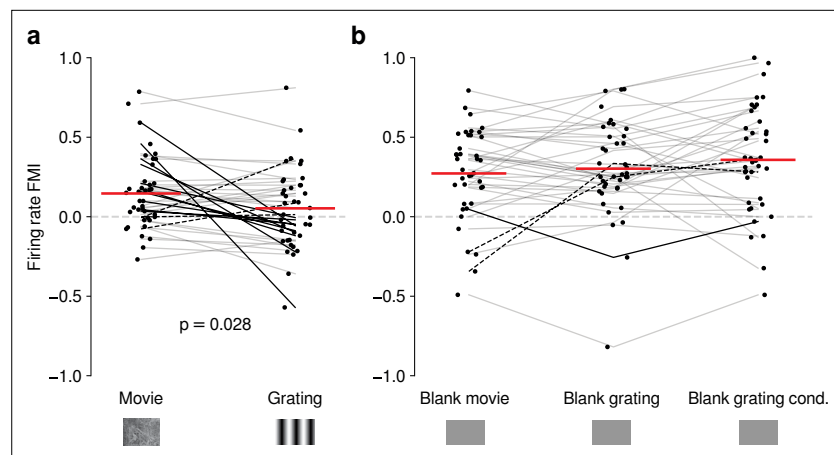 a
b
1.0
0.5
0.0
−0.5
−1.0
Firing rate FMI
p = 0.028
Movie
Grating
1.0
0.5
0.0
−0.5
−1.0
Blank movie
Blank grating
Blank grating cond.